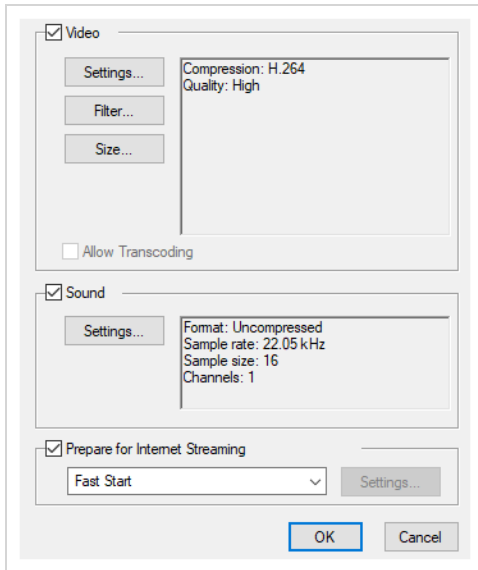 Video
Settings...
Compression: H.264
Quality: High
Filter...
Size...
Allow Transcoding
Sound
Settings...
Format: Uncompressed
Sample rate: 22.05 kHz
Sample size: 16
Channels: 1
Prepare for Internet Streaming
Fast Start
Settings...
OK
Cancel